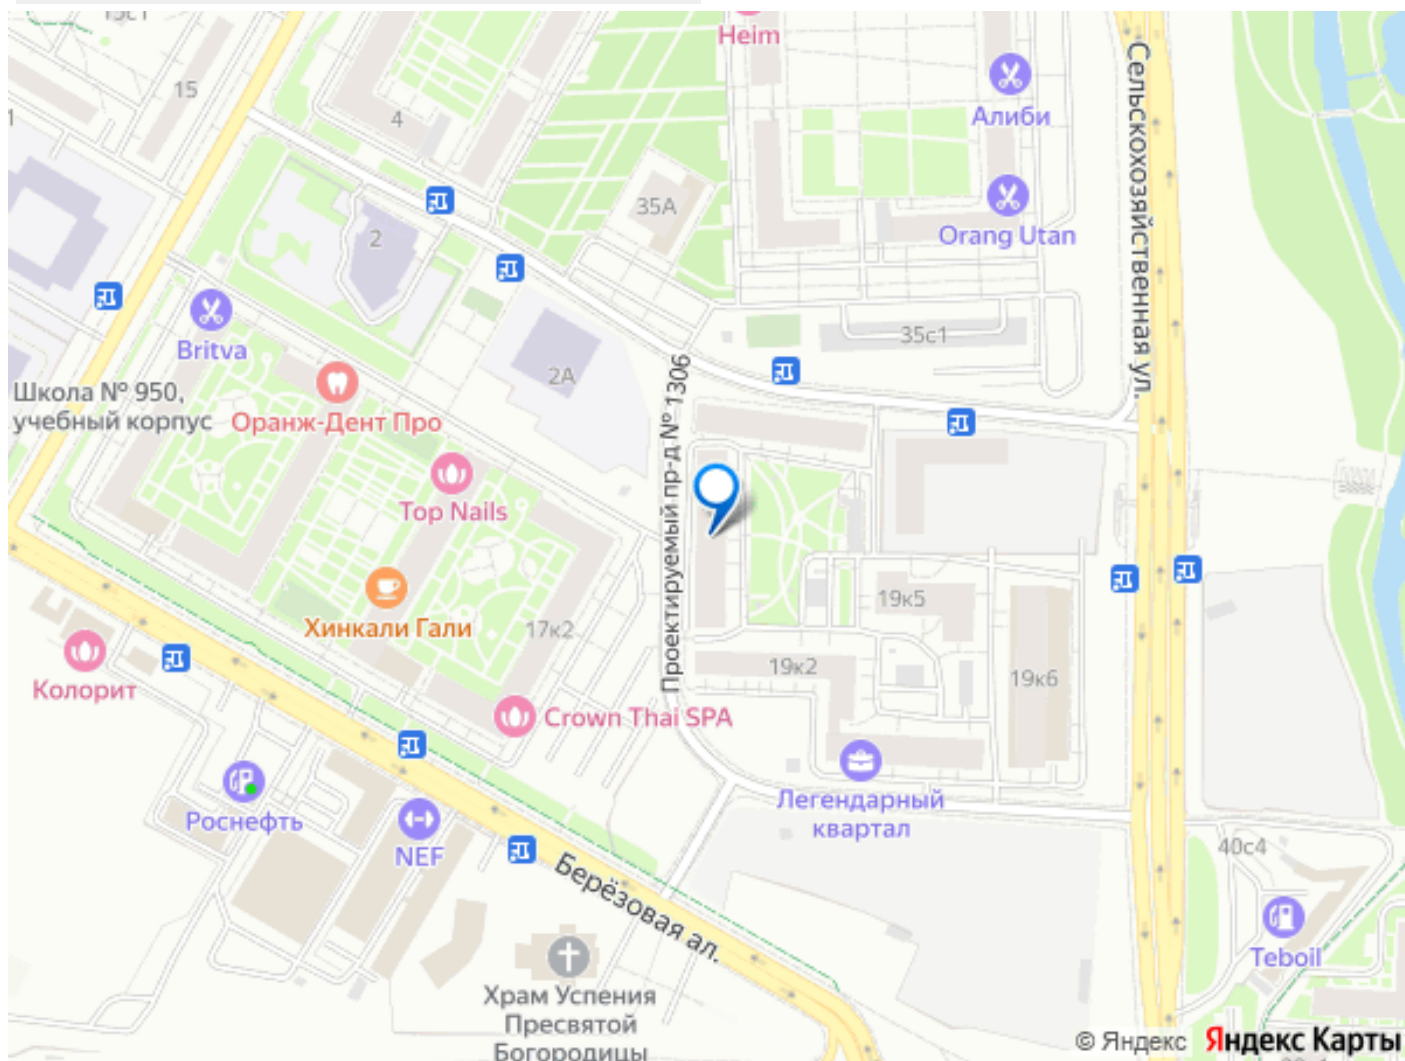 15с1
Heim
15
4
1
Алиби
Сельскохозяйственная ул.
35А
2
Orang Utan
35с1
Britva
2А
Школа № 950,
учебный корпус
Оранж-Дент Про
Проектируемый пр-д № 1306
Top Nails
Хинкали Гали
17к2
19к5
19к2
19к6
Колорит
Crown Thai SPA
Роснефть
NEF
Легендарный
квартал
40с4
Берёзовая ал.
Teboil
Храм Успения
Пресвятой
Богородицы
© Яндекс Яндекс Карты